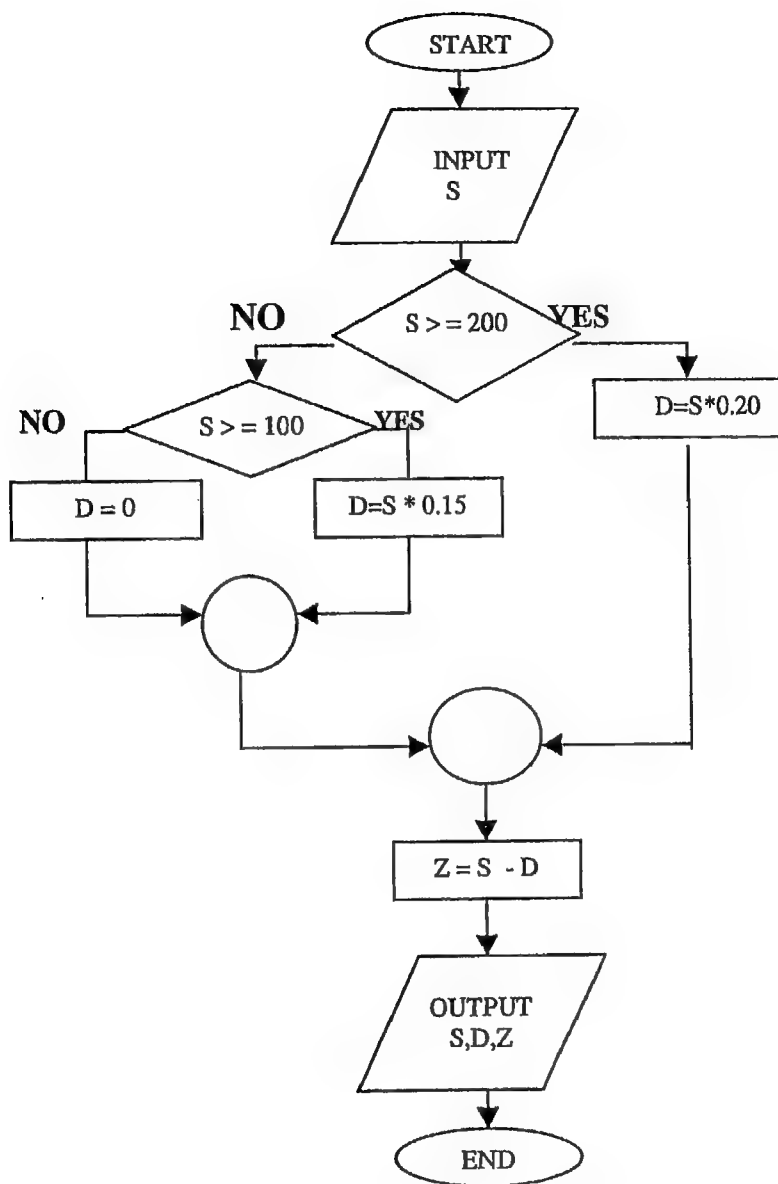 START
INPUT
S
NO
S > = 200
YES
D=S*0.20
NO
S > = 100
YES
D = 0
D=S * 0.15
Z = S - D
OUTPUT
S,D,Z
END